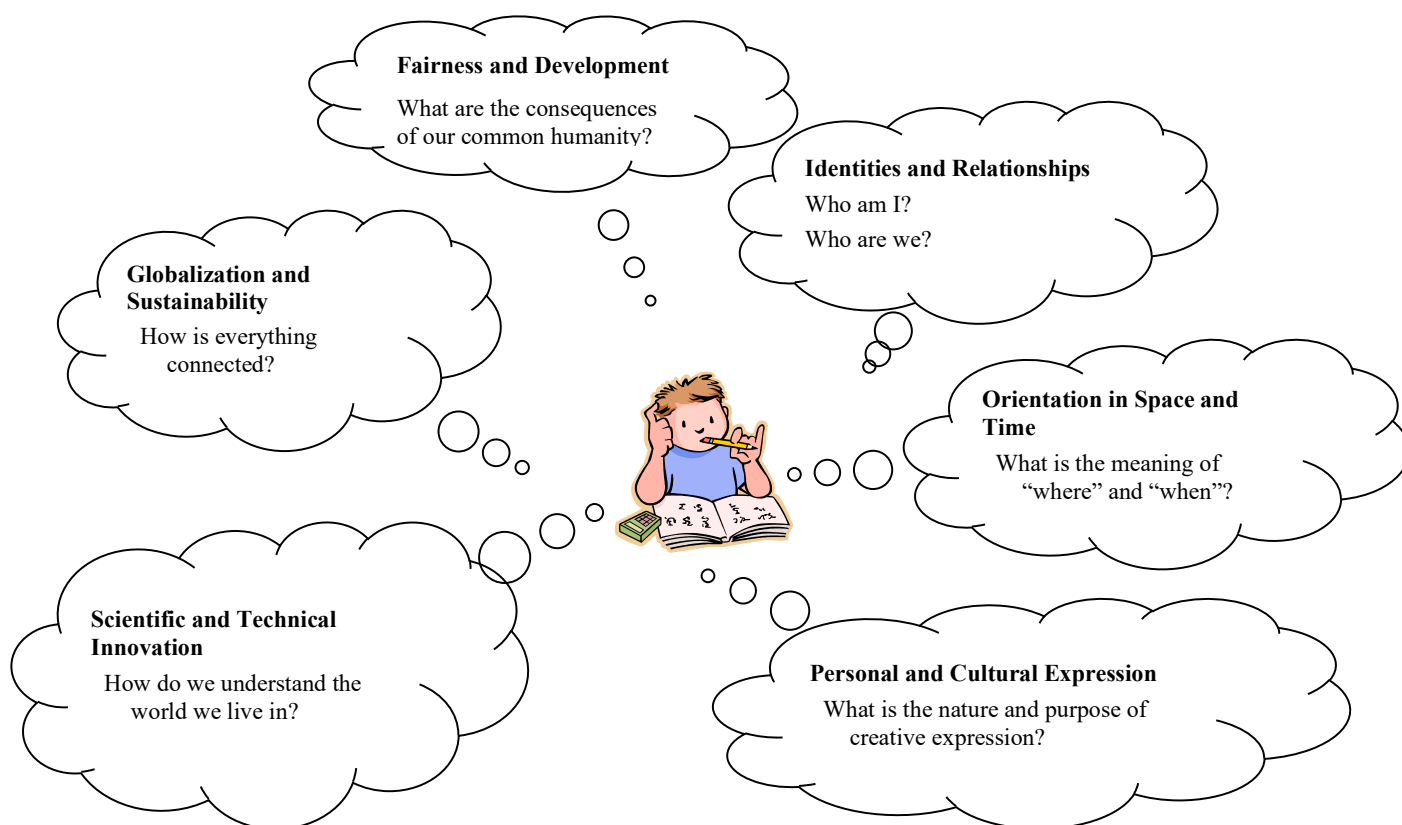 Fairness and Development
What are the consequences
of our common humanity?
Identities and Relationships
Who am I?
Who are we?
Globalization and
Sustainability
How is everything
connected?
Orientation in Space and
Time
What is the meaning of
“where” and “when”?
Scientific and Technical
Innovation
How do we understand the
world we live in?
Personal and Cultural Expression
What is the nature and purpose of
creative expression?